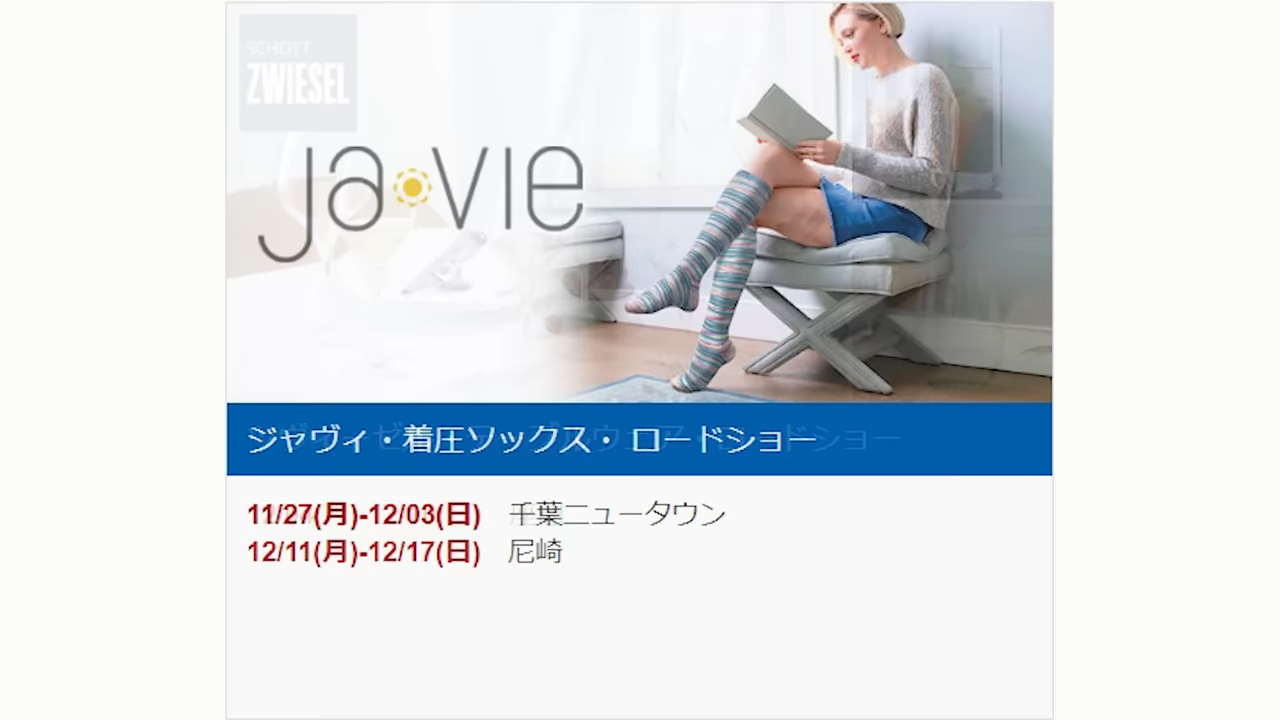 SCHOTT
ZWIESEL
ja vie
ジャヴィ・着圧ソックス・ ロードショー
11/27(月)-12/03(日) 千葉ニュータウン
12/11(月)-12/17(日) 尼崎